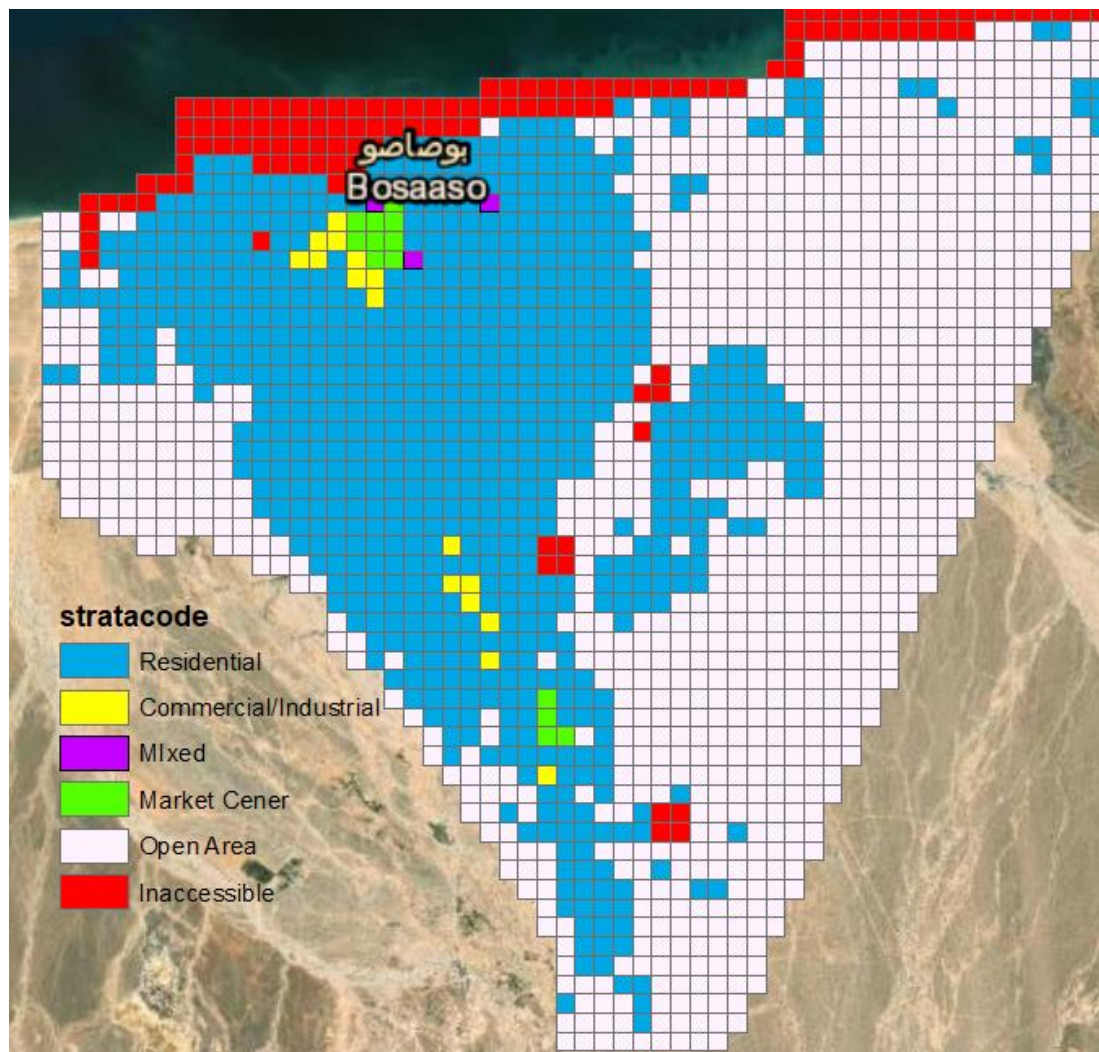 بوصاصو
Bosaaso
stratacode
Residential
Commercial/Industrial
MIxed
Market Cener
Open Area
Inaccessible